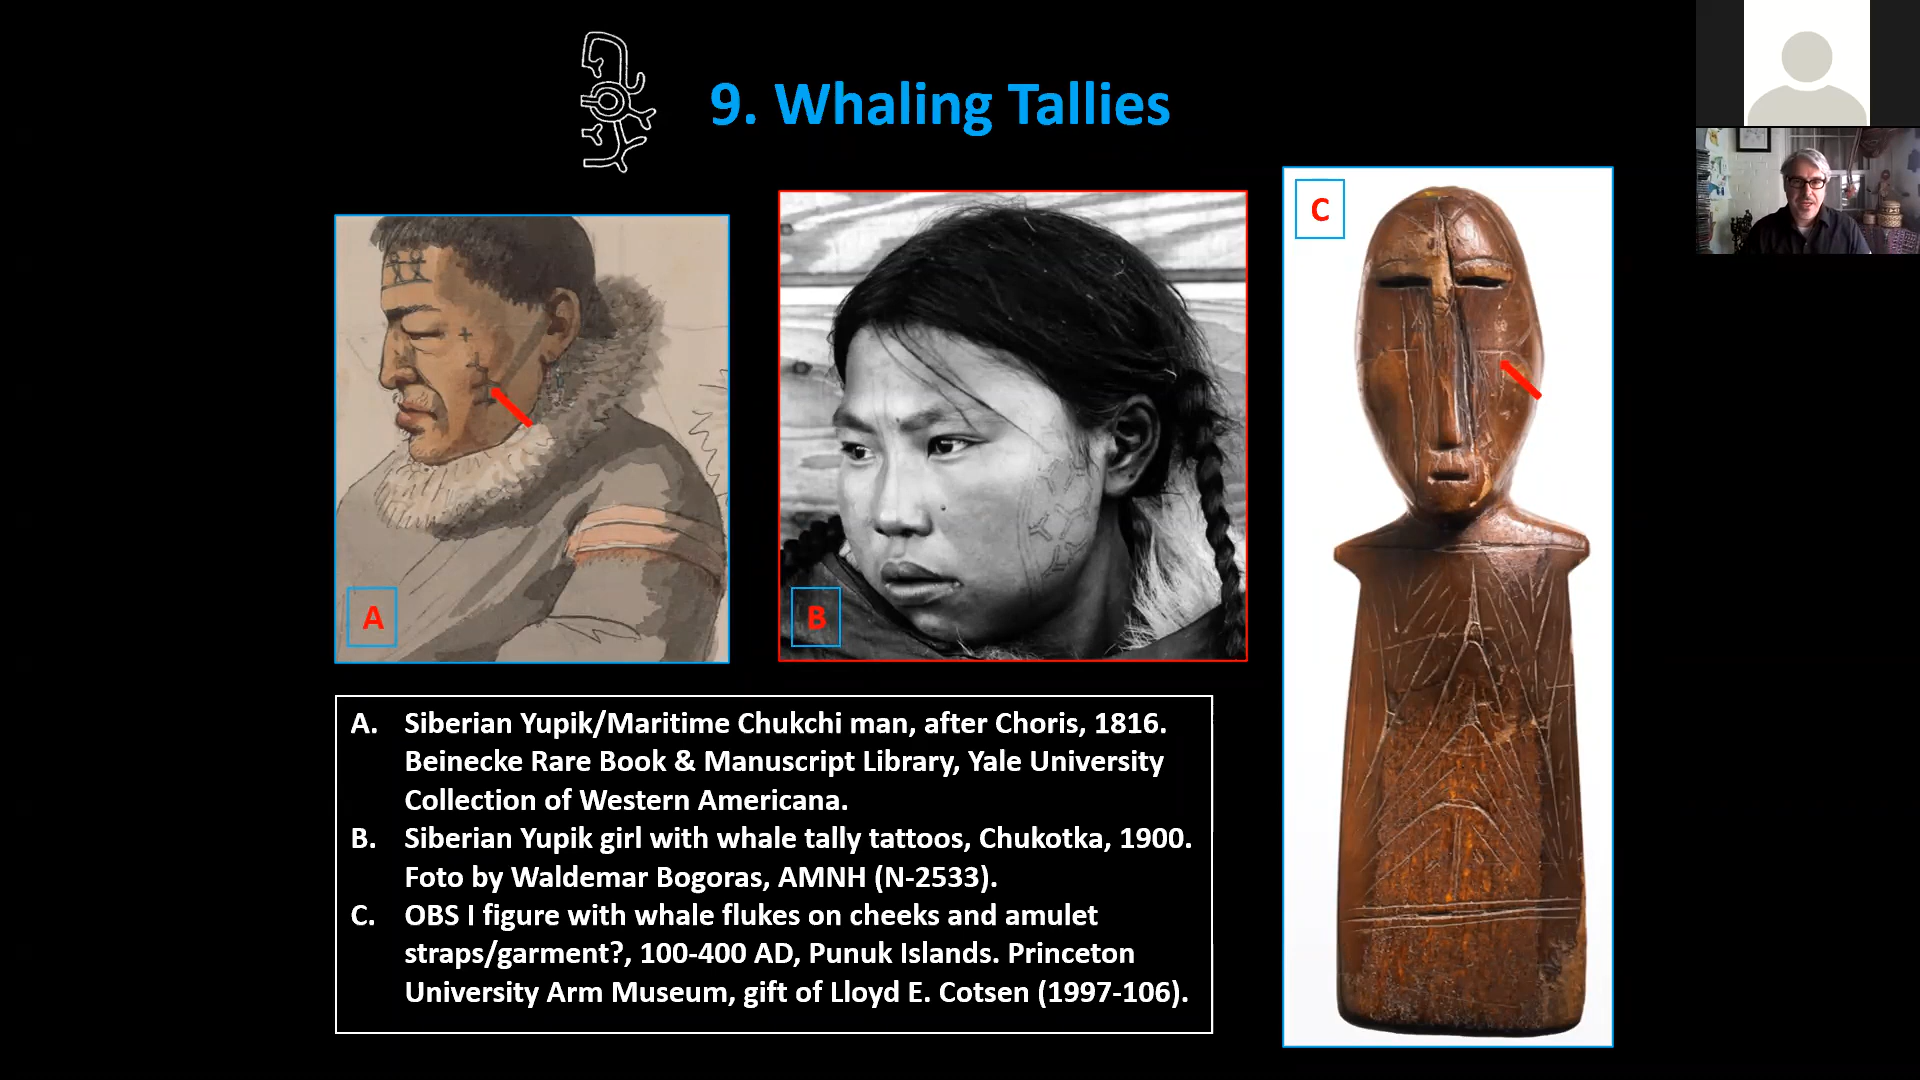 9. Whaling Tallies
A
B
C
A. Siberian Yupik/Maritime Chukchi man, after Choris, 1816.
Beinecke Rare Book & Manuscript Library, Yale University
Collection of Western Americana.
B. Siberian Yupik girl with whale tally tattoos, Chukotka, 1900.
Foto by Waldemar Bogoras, AMNH (N-2533).
C. OBS I figure with whale flukes on cheeks and amulet
straps/garment?, 100-400 AD, Punuk Islands. Princeton
University Arm Museum, gift of Lloyd E. Cotsen (1997-106).